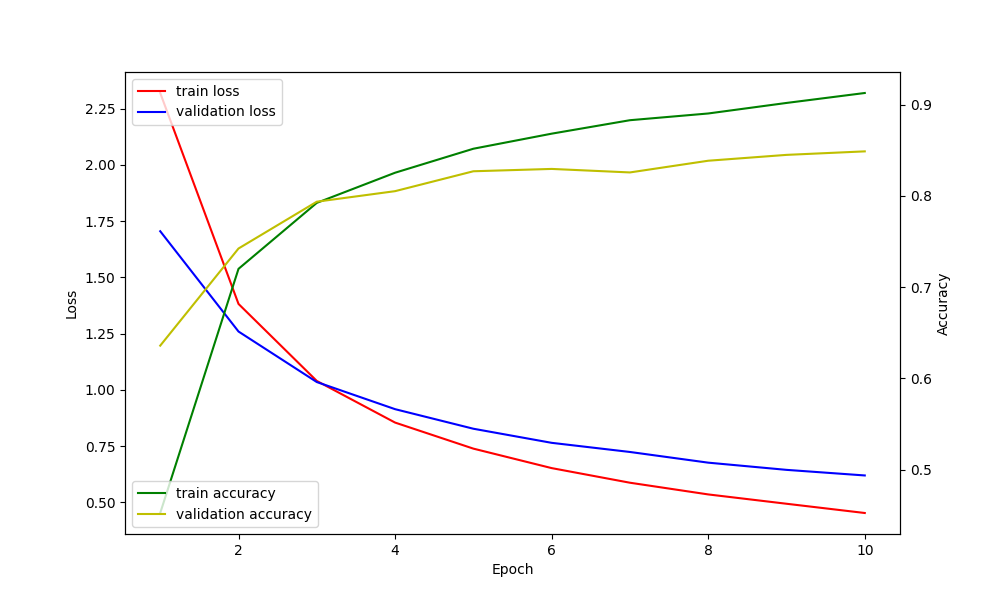 train loss
validation loss
2.25
2.00
1.75
1.50
1.25
1.00
0.75
0.50
Loss
0.9
0.8
0.7
0.6
0.5
Accuracy
train accuracy
validation accuracy
2
4
6
8
10
Epoch